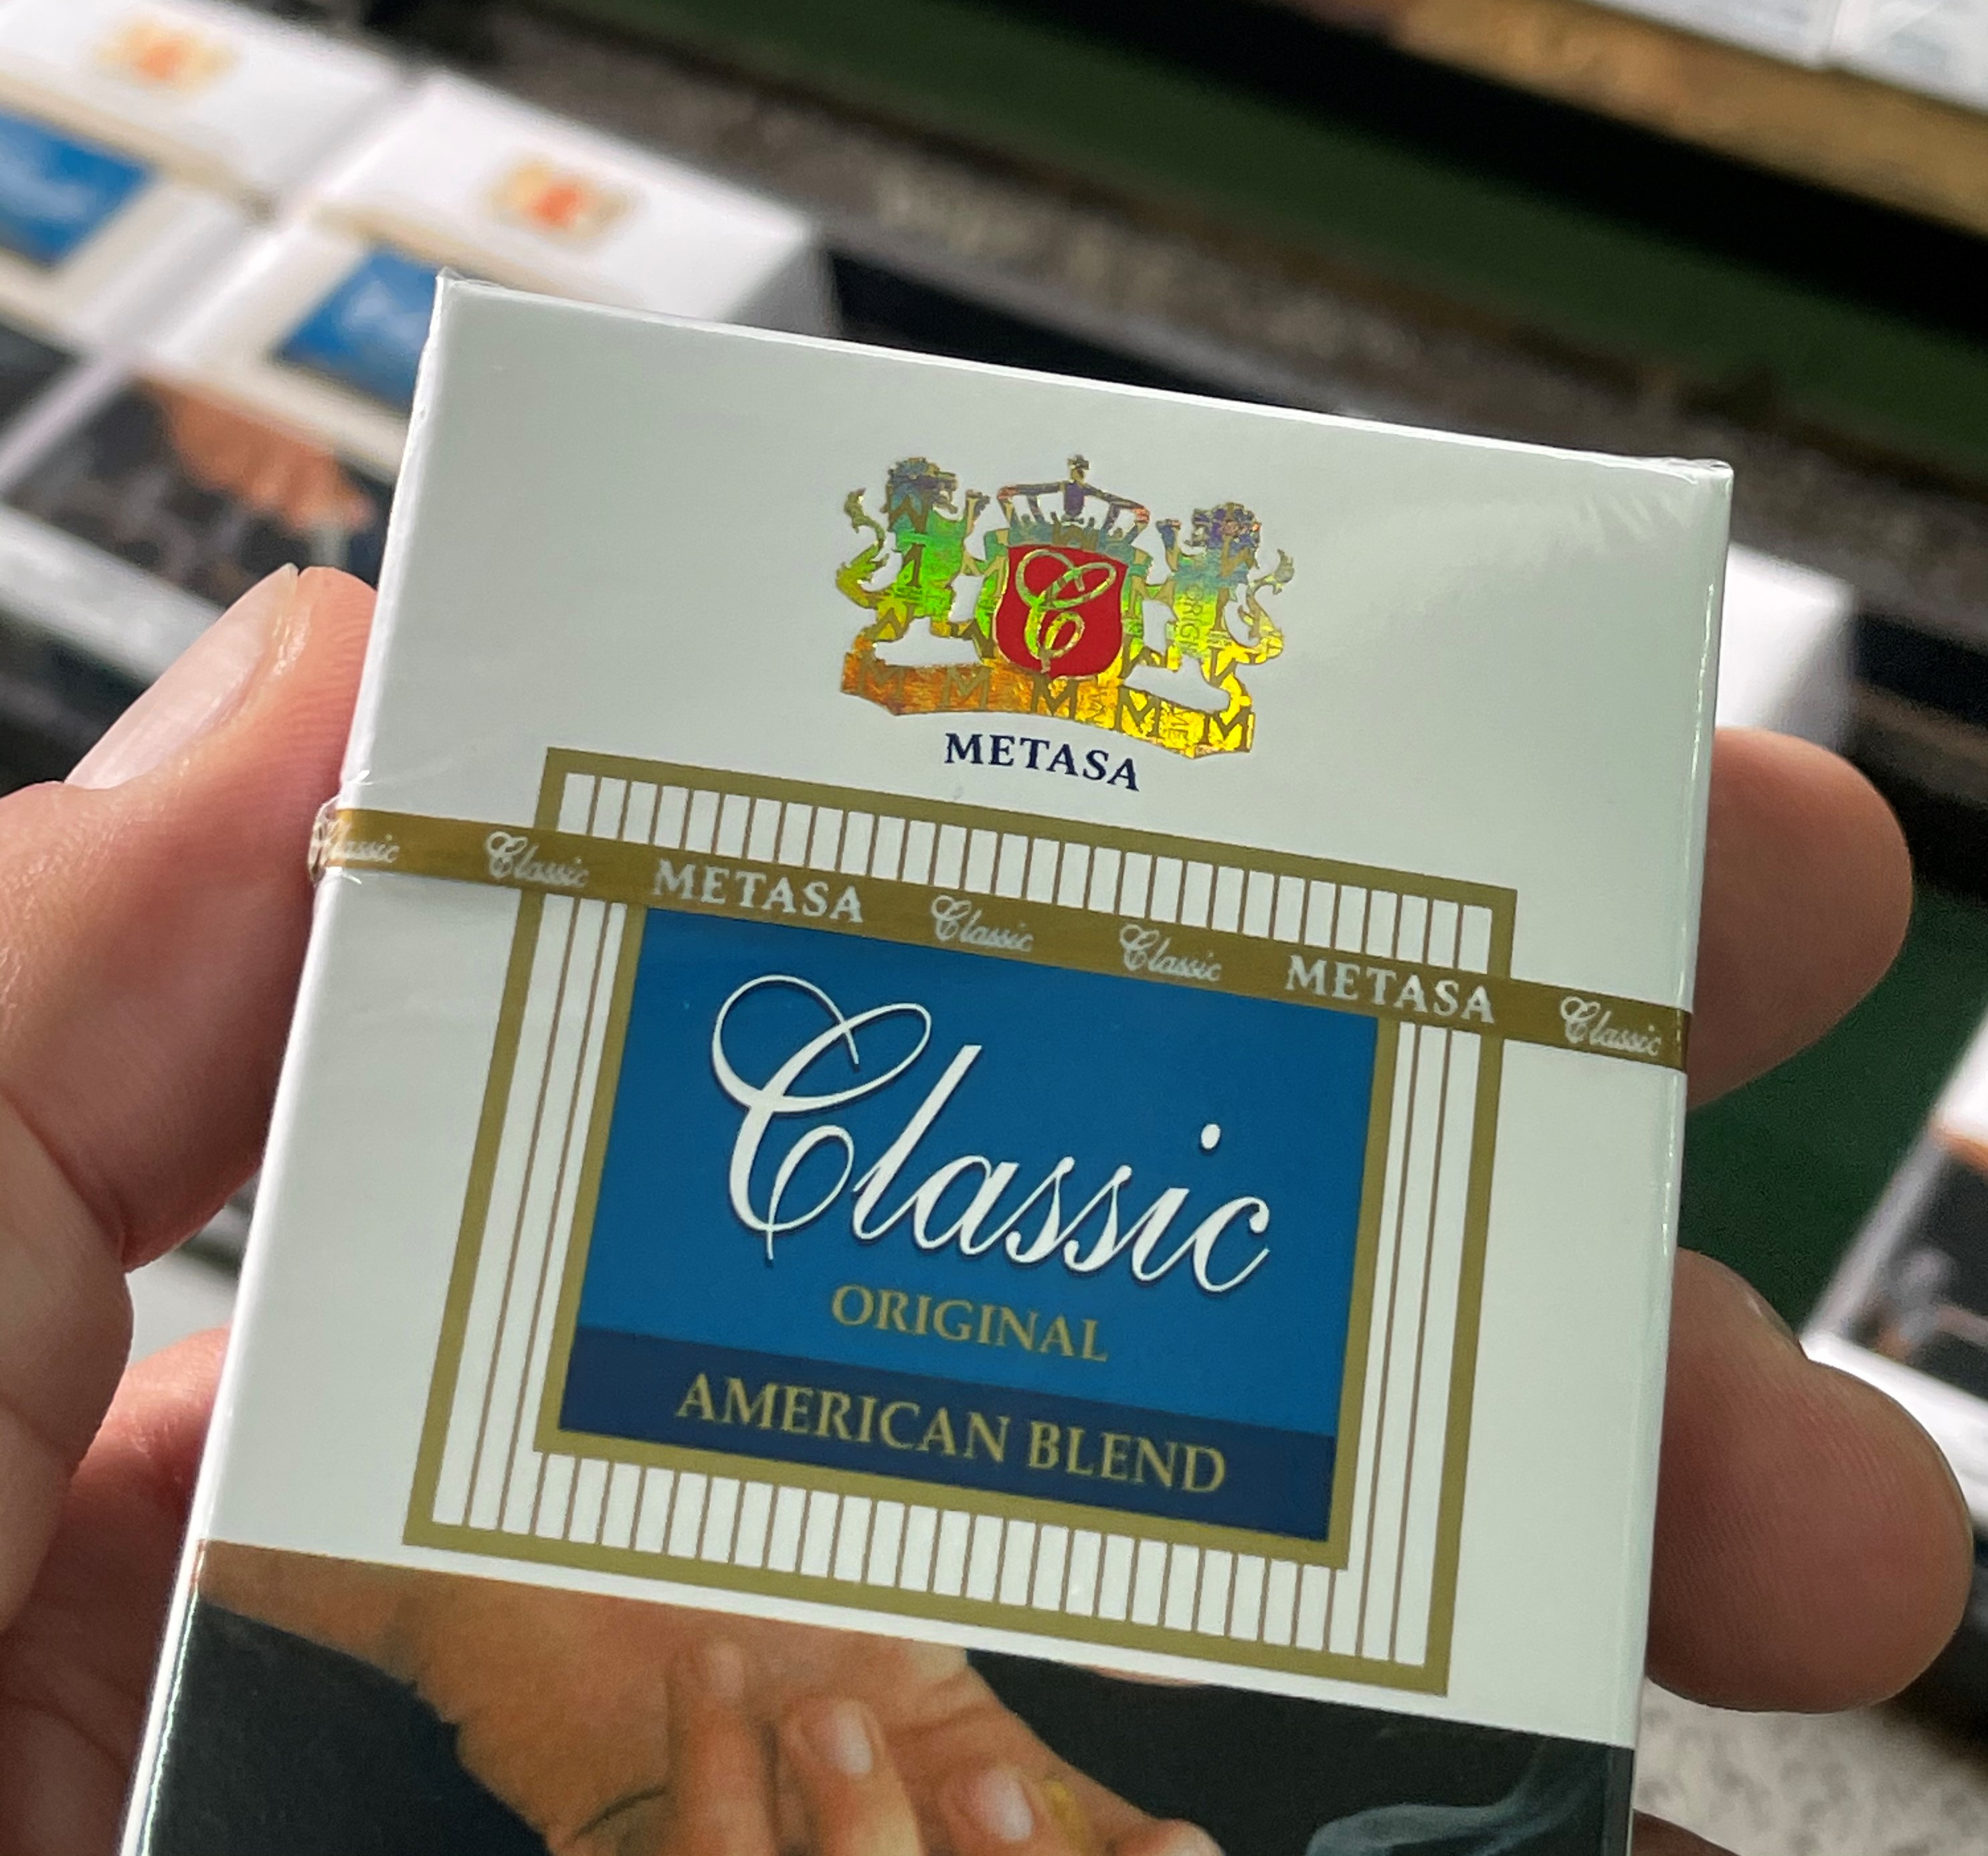 C
M M M M M
METASA
Classic Classic METASA Classic Classic METASA Classic
Classic
ORIGINAL
AMERICAN BLEND